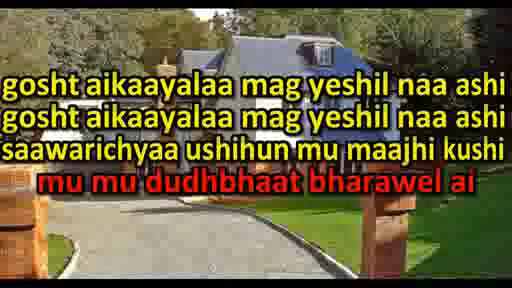 gosht aikaayalaa mag yeshil naa ashi
gosht aikaayalaa mag yeshil naa ashi
saawarichyaa ushihun mu maajhi kushi
mu mu dudhbhaat bharawel ai